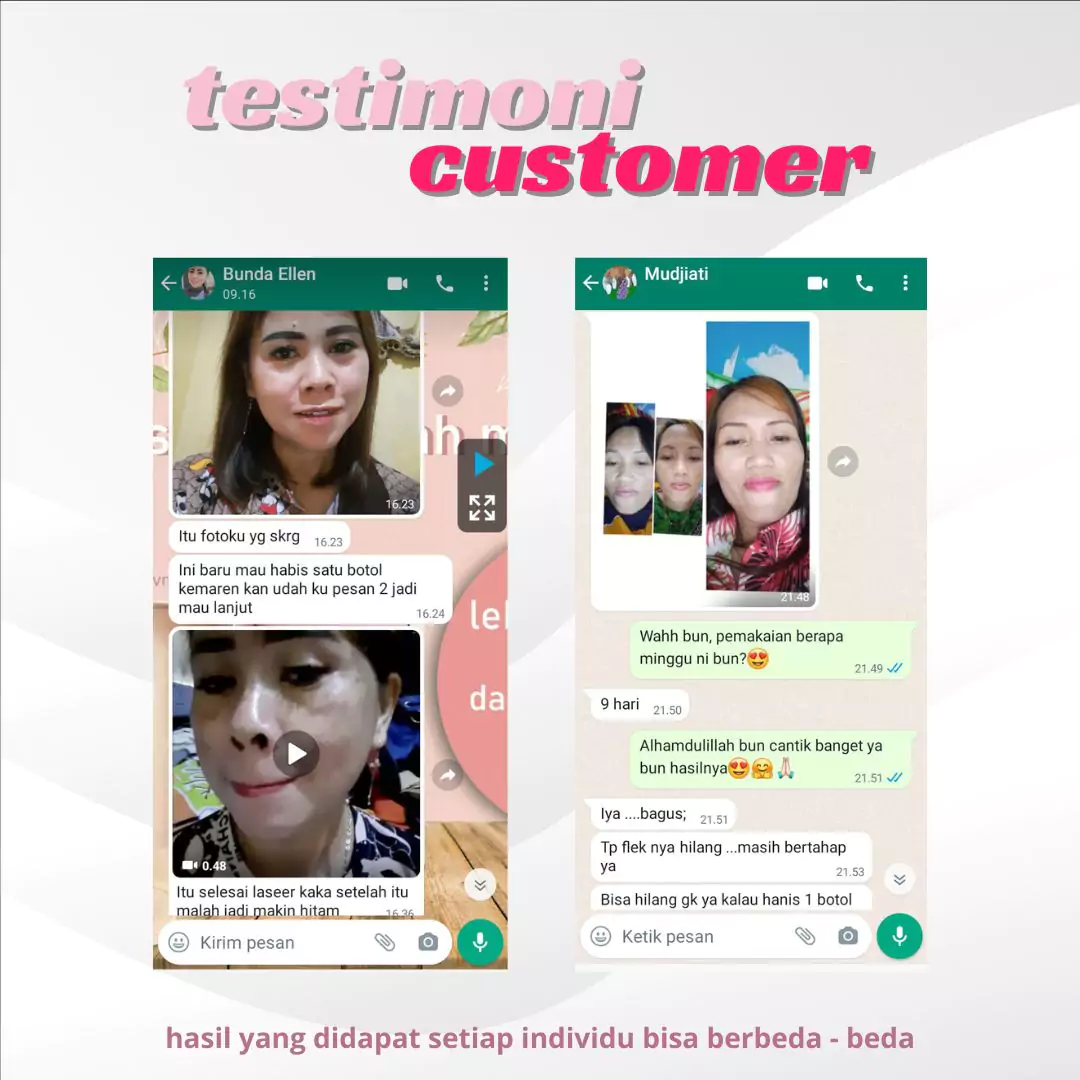 testimoni
customer
Bunda Ellen
09.16
16.23
Itu fotoku yg skrg
16.23
Ini baru mau habis satu botol
kemaren kan udah ku pesan 2 jadi
mau lanjut
16.24
0.48
Itu selesai laseer kaka setelah itu
malah jadi makin hitam
16.36
Kirim pesan
Mudjiati
21.48
Wahh bun, pemakaian berapa
minggu ni bun?😍
21.49
9 hari
21.50
Alhamdulillah bun cantik banget ya
bun hasilnya😍🤗🙏🏻
21.51
Iya ....bagus;
21.51
Tp flek nya hilang ...masih bertahap
ya
21.53
Bisa hilang gk ya kalau hanis 1 botol
Ketik pesan
hasil yang didapat setiap individu bisa berbeda - beda